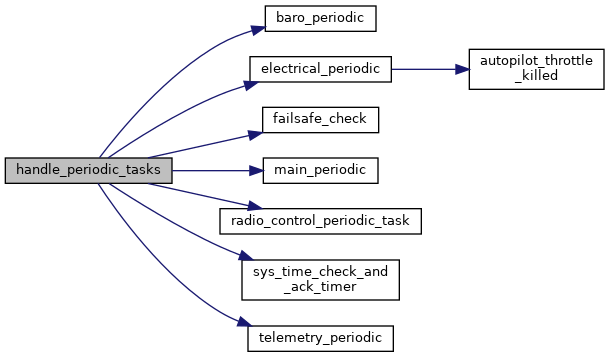 baro_periodic
electrical_periodic
autopilot_throttle
_killed
failsafe_check
handle_periodic_tasks
main_periodic
radio_control_periodic_task
sys_time_check_and
_ack_timer
telemetry_periodic